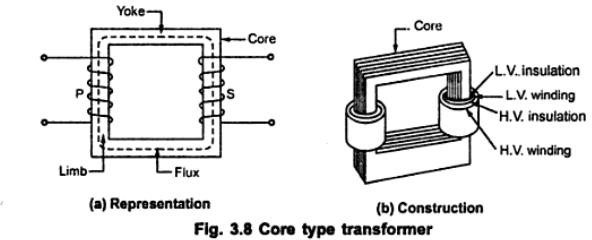 Yoke
Core
P
S
Limb
Flux
(a) Representation
Core
L.V. insulation
L.V. winding
H.V. insulation
H.V. winding
(b) Construction
Fig. 3.8 Core type transformer